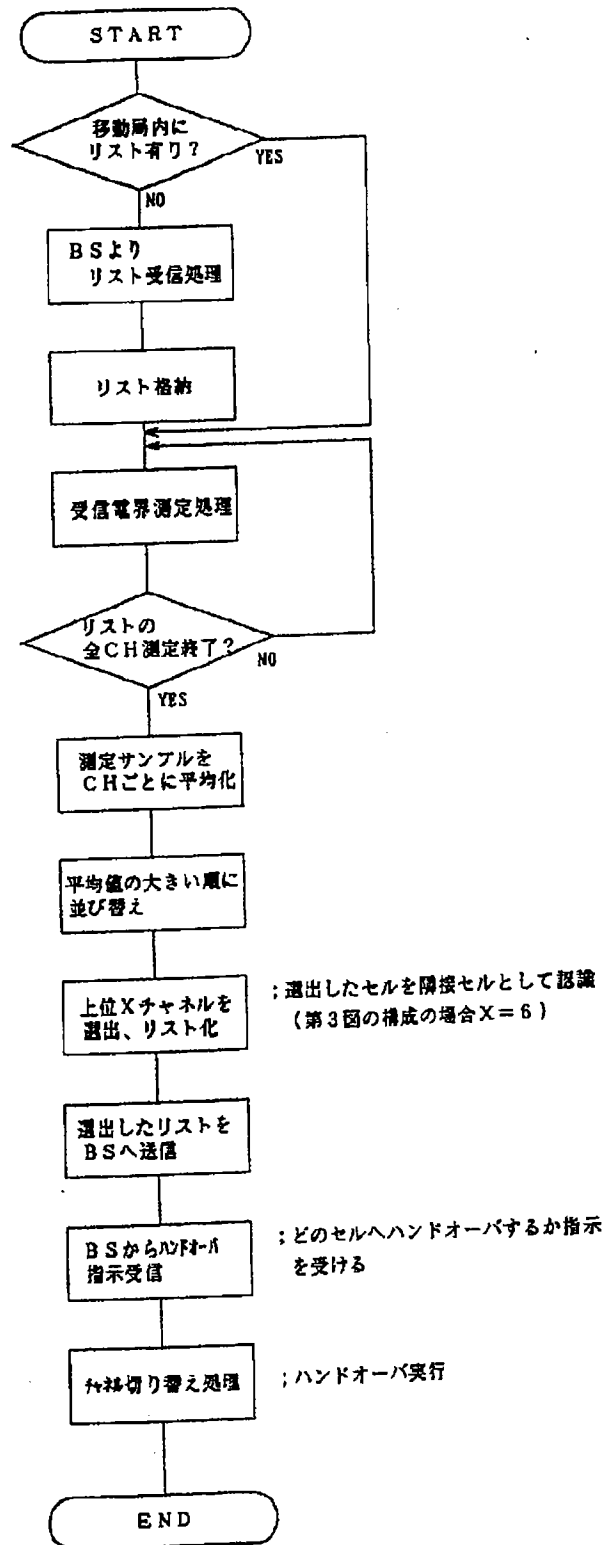 START
移動局内に
リスト有り?
YES
NO
BSより
リスト受信処理
リスト格納
受信電界測定処理
リストの
全CH測定終了?
NO
YES
測定サンプルを
CHごとに平均化
平均値の大きい順に
並び替え
上位Xチャネルを
選出、リスト化
;選出したセルを隣接セルとして認識
(第3図の構成の場合X=6)
選出したリストを
BSへ送信
BSからハンドオーバ
指示受信
;どのセルへハンドオーバするか指示
を受ける
チャネル切り替え処理
;ハンドオーバ実行
END